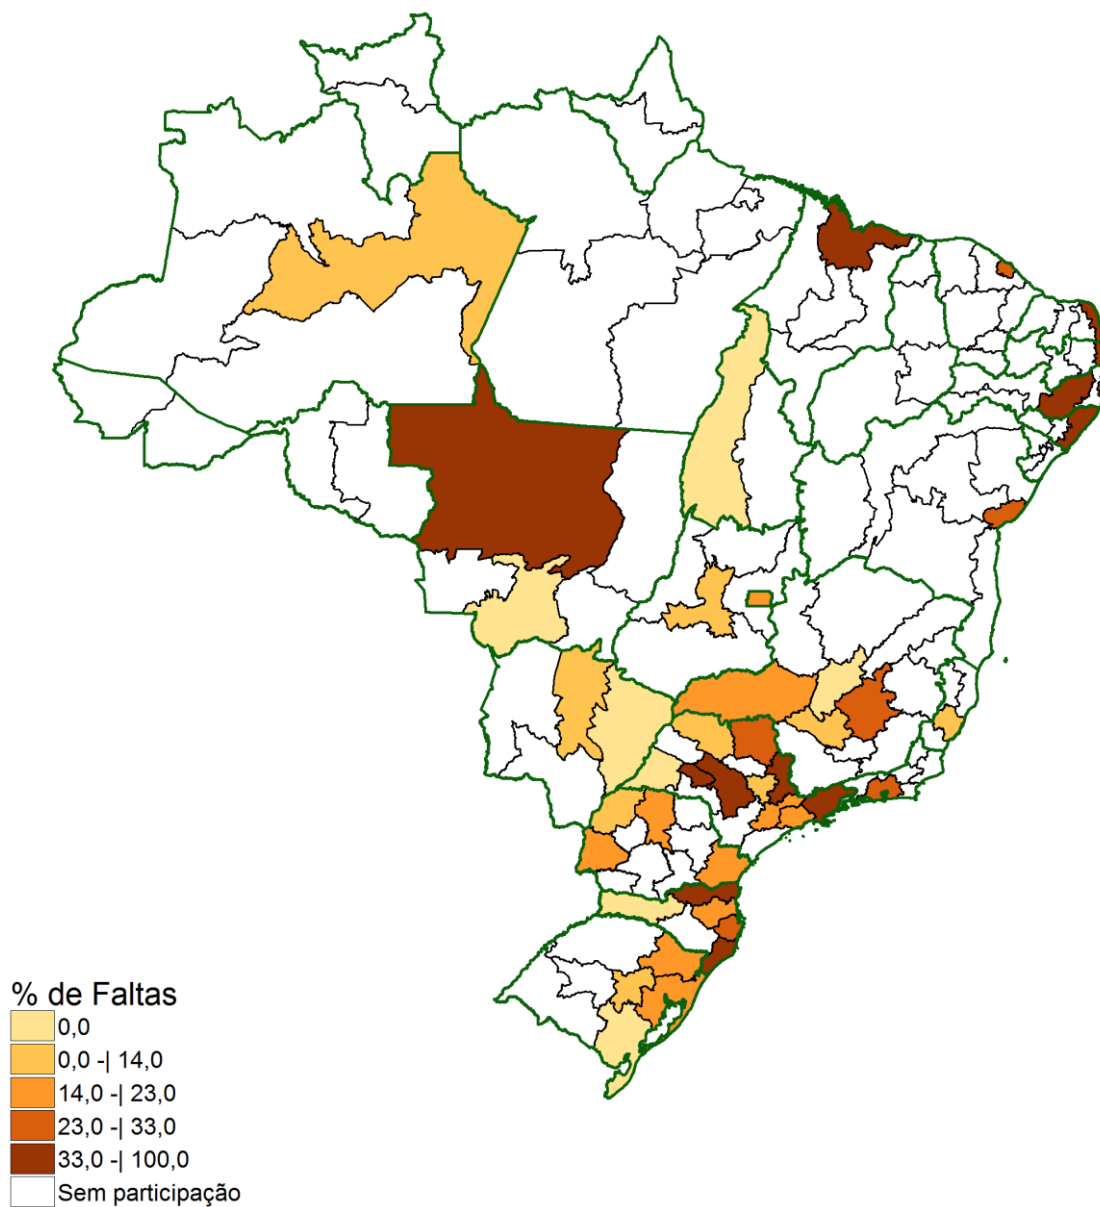 % de Faltas
0,0
0,0 -| 14,0
14,0 -| 23,0
23,0 -| 33,0
33,0 -| 100,0
Sem participação